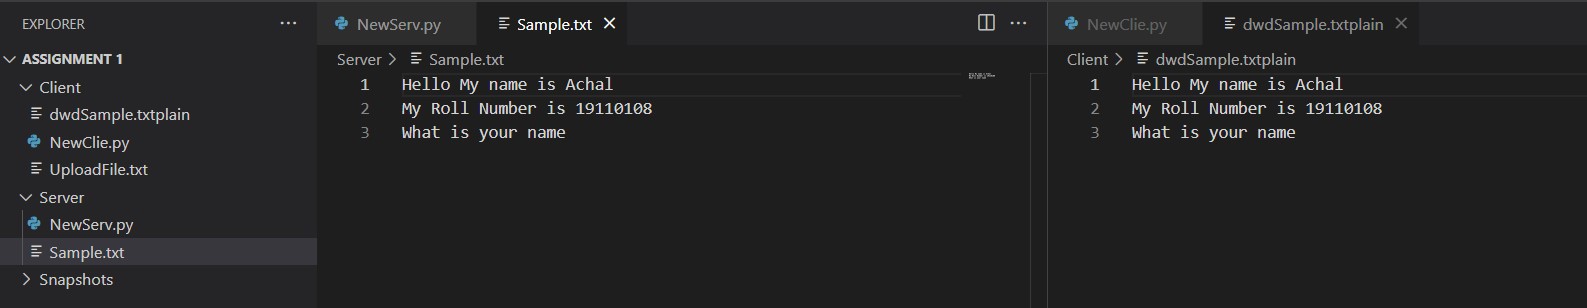 EXPLORER ···
ASSIGNMENT 1
Client
dwdSample.txtplain
NewClie.py
UploadFile.txt
Server
NewServ.py
Sample.txt
Snapshots
NewServ.py Sample.txt
Server > Sample.txt
1 Hello My name is Achal
2 My Roll Number is 19110108
3 What is your name
NewClie.py dwdSample.txtplain
Client > dwdSample.txtplain
1 Hello My name is Achal
2 My Roll Number is 19110108
3 What is your name